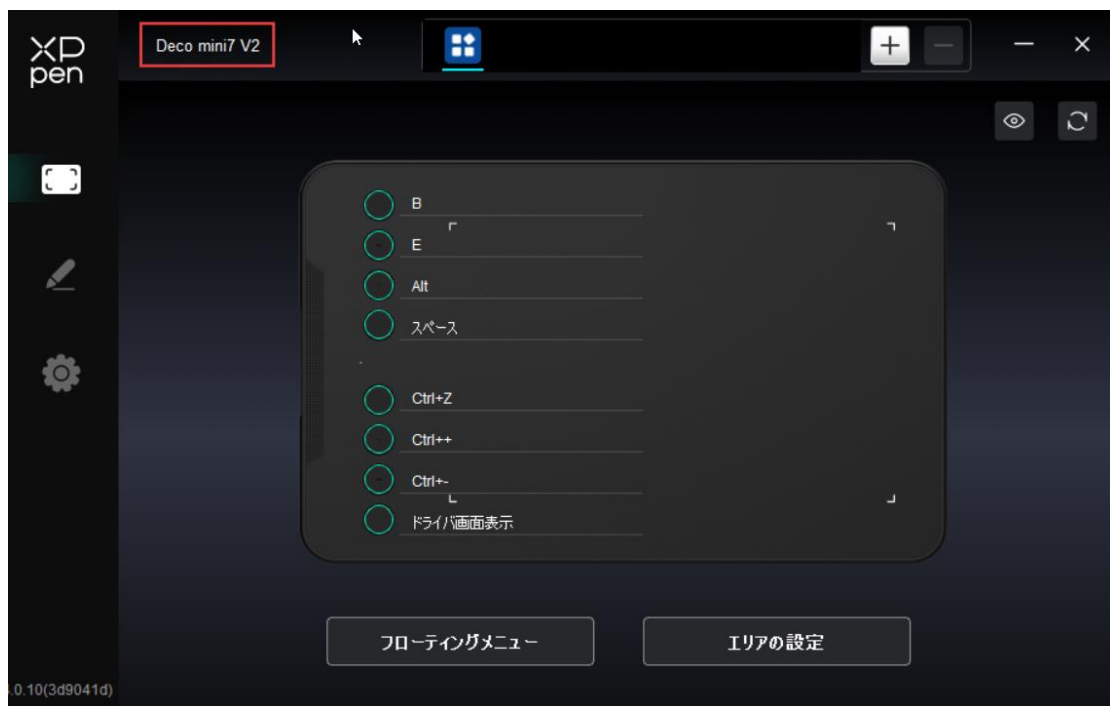 XP
pen
Deco mini7 V2
B
E
Alt
スペース
Ctrl+Z
Ctrl++
Ctrl+-
ドライバ画面表示
フローティングメニュー
エリアの設定
.0.10(3d9041d)